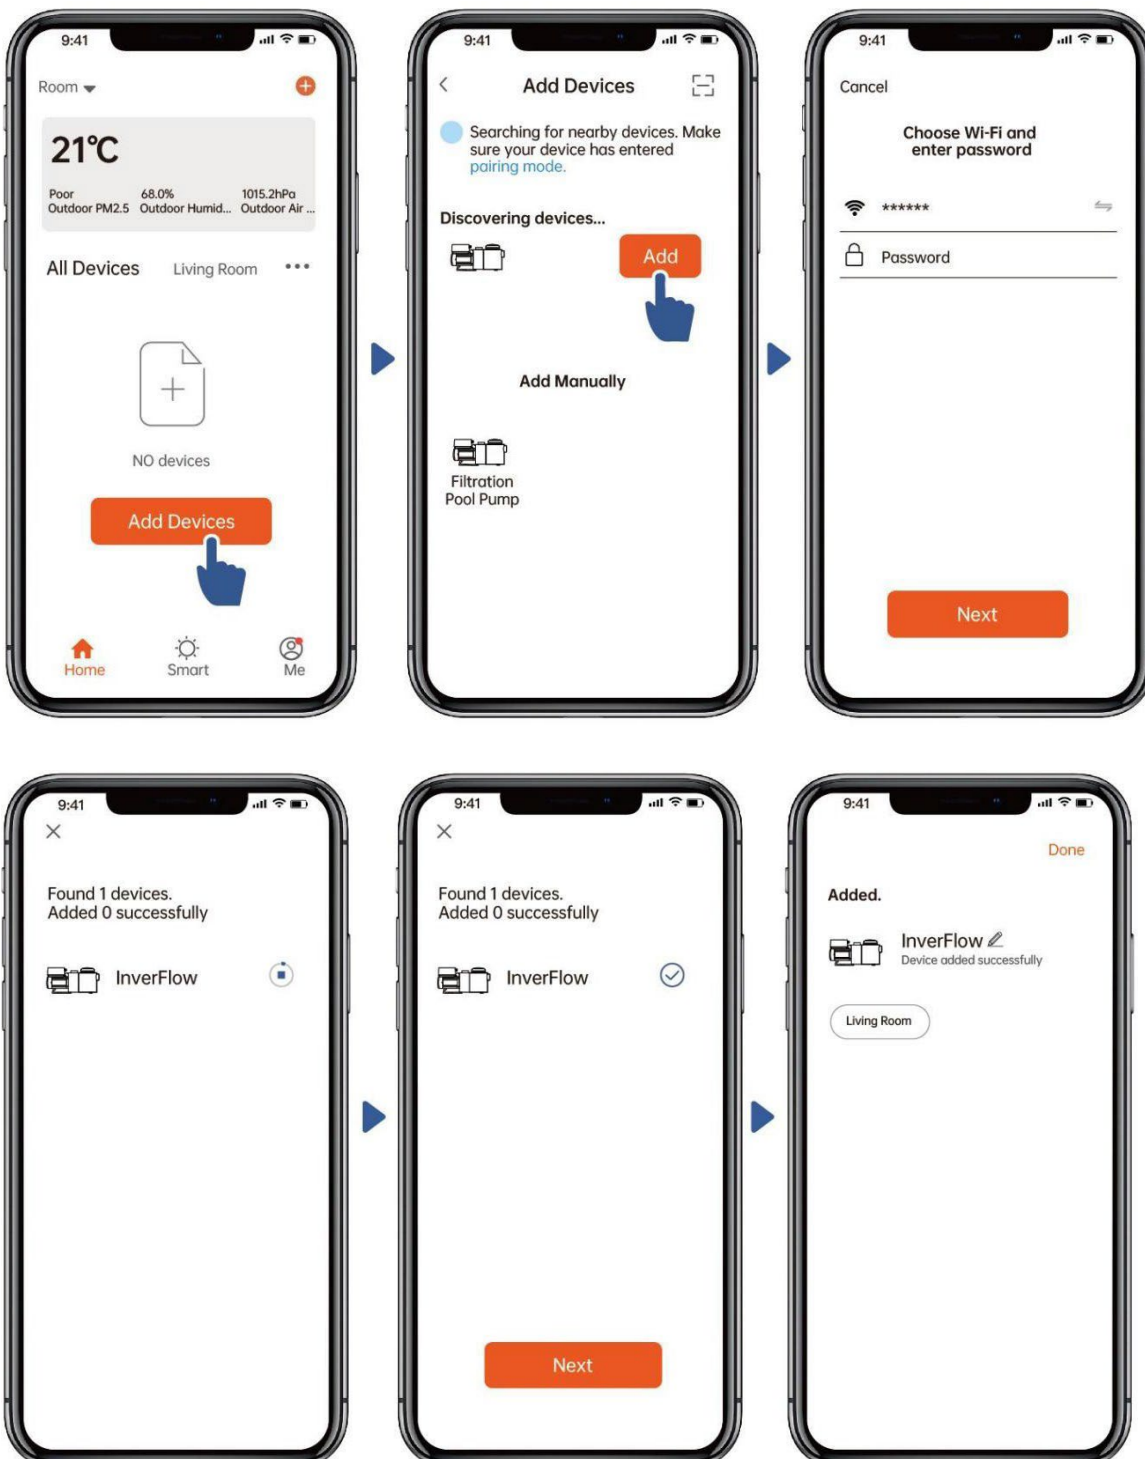 9:41
Room
21°C
Poor 68.0% 1015.2hPa
Outdoor PM2.5 Outdoor Humid... Outdoor Air ...
All Devices Living Room •••
NO devices
Add Devices
Home Smart Me
9:41
Add Devices
Searching for nearby devices. Make
sure your device has entered
pairing mode.
Discovering devices...
Add
Add Manually
Filtration
Pool Pump
9:41
Cancel
Choose Wi-Fi and
enter password
******
Password
Next
9:41
Found 1 devices.
Added 0 successfully
InverFlow
9:41
Found 1 devices.
Added 0 successfully
InverFlow
Next
9:41
Done
Added.
InverFlow
Device added successfully
Living Room